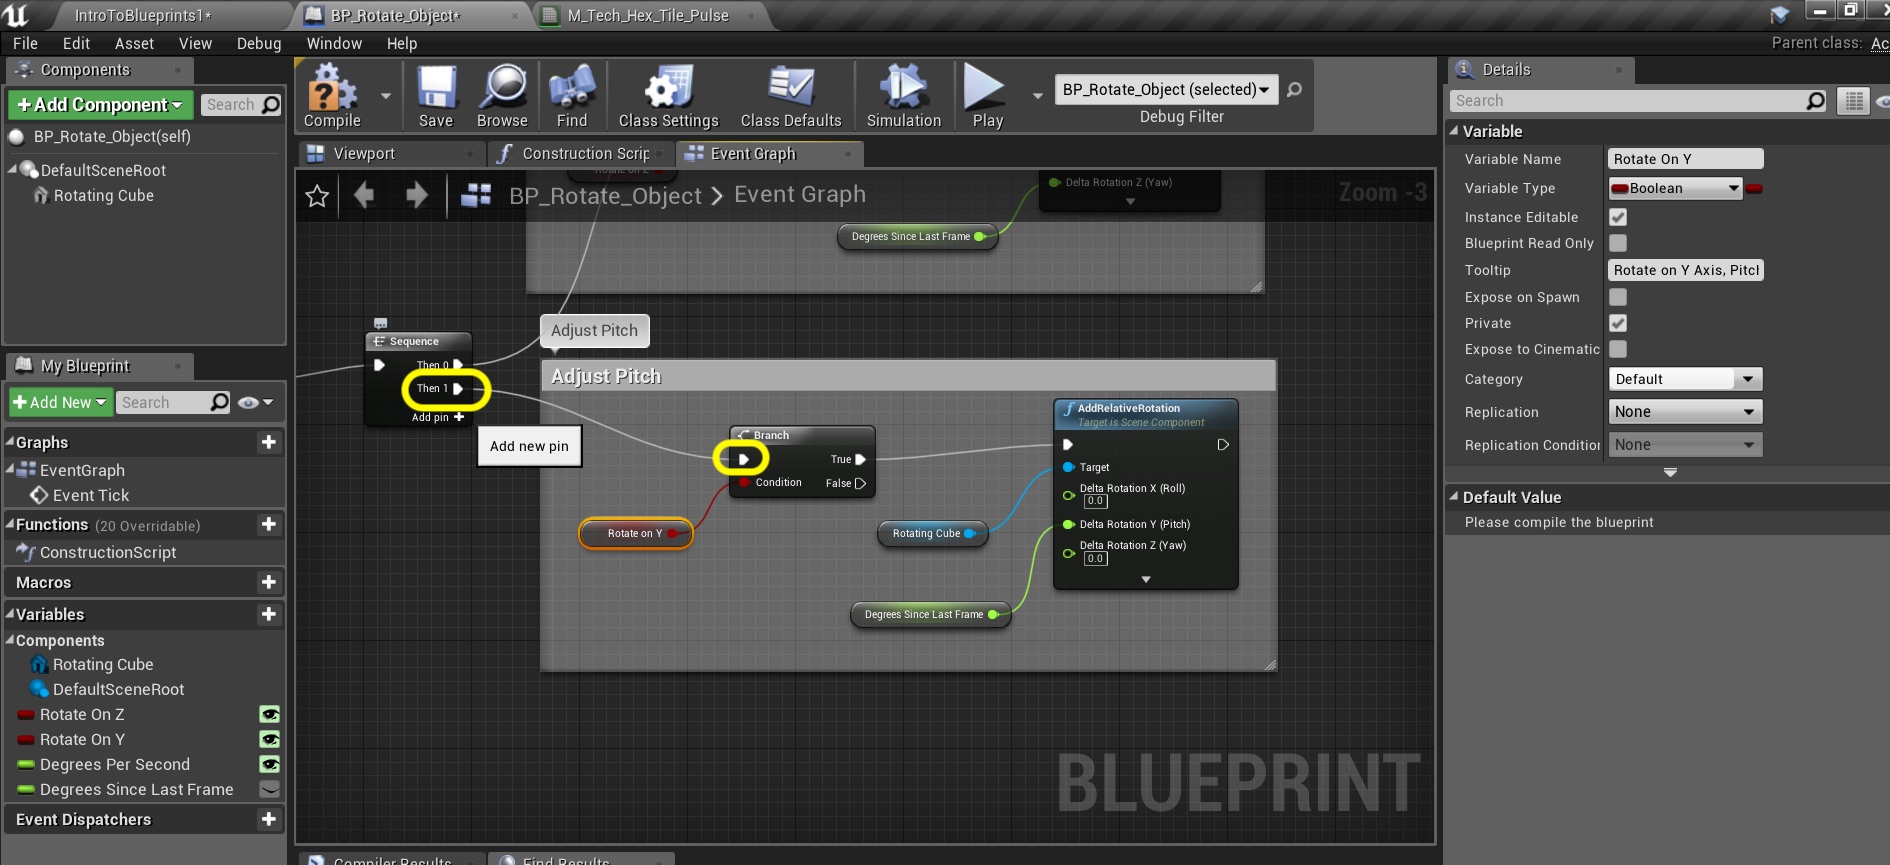 IntroToBlueprints1*
BP_Rotate_Object*
M_Tech_Hex_Tile_Pulse
File Edit Asset View Debug Window Help
Parent class: Ac
Components
+Add Component
Search
BP_Rotate_Object(self)
DefaultSceneRoot
Rotating Cube
Compile
Save
Browse
Find
Class Settings
Class Defaults
Simulation
Play
BP_Rotate_Object (selected)
Debug Filter
Viewport
Construction Scrip
Event Graph
BP_Rotate_Object > Event Graph
Zoom -3
Rotate on Z
Delta Rotation Z (Yaw)
Degrees Since Last Frame
Sequence
Then 0
Then 1
Add pin +
Add new pin
Adjust Pitch
Adjust Pitch
Branch
True
Condition
False
Rotate on Y
AddRelativeRotation
Target is Scene Component
Target
Delta Rotation X (Roll)
0.0
Delta Rotation Y (Pitch)
Delta Rotation Z (Yaw)
0.0
Rotating Cube
Degrees Since Last Frame
BLUEPRINT
My Blueprint
+Add New
Search
Graphs
EventGraph
Event Tick
Functions (20 Overridable)
ConstructionScript
Macros
Variables
Components
Rotating Cube
DefaultSceneRoot
Rotate On Z
Rotate On Y
Degrees Per Second
Degrees Since Last Frame
Event Dispatchers
Compiler Results
Find Results
Details
Search
Variable
Variable Name Rotate On Y
Variable Type Boolean
Instance Editable
Blueprint Read Only
Tooltip Rotate on Y Axis, Pitch
Expose on Spawn
Private
Expose to Cinematic
Category Default
Replication None
Replication Condition None
Default Value
Please compile the blueprint